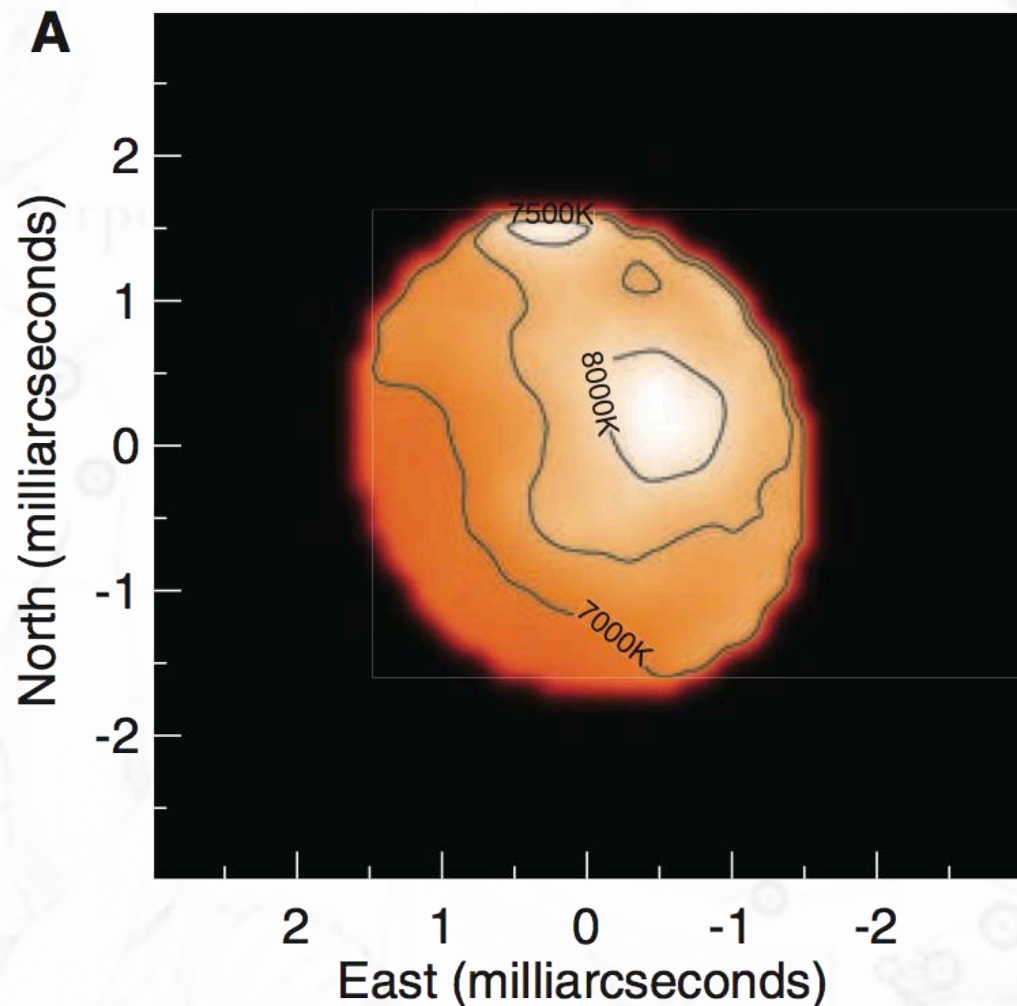 A
7500K
8000K
7000K
2
1
0
-1
-2
North (milliarcseconds)
2 1 0 -1 -2
East (milliarcseconds)